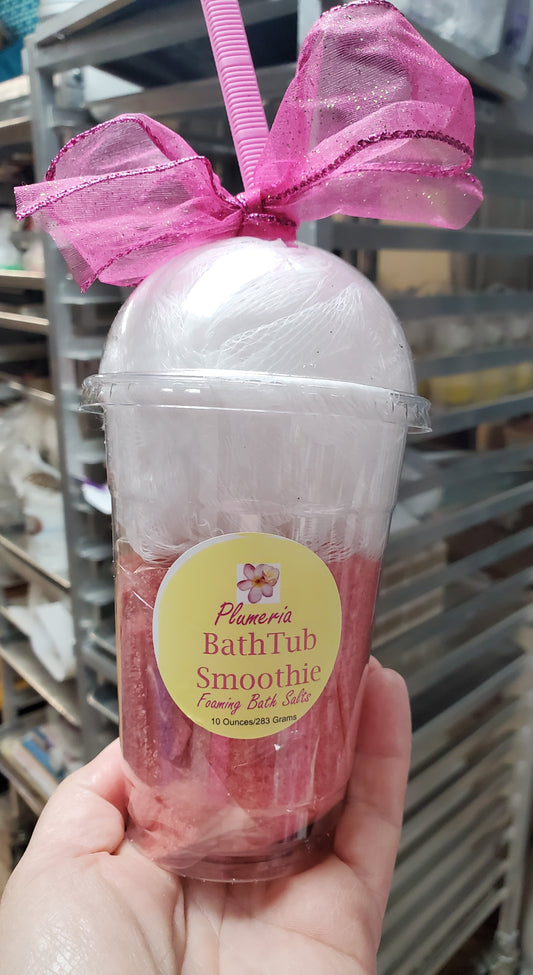 Plumeria
BathTub
Smoothie
Foaming Bath Salts
10 Ounces/283 Grams